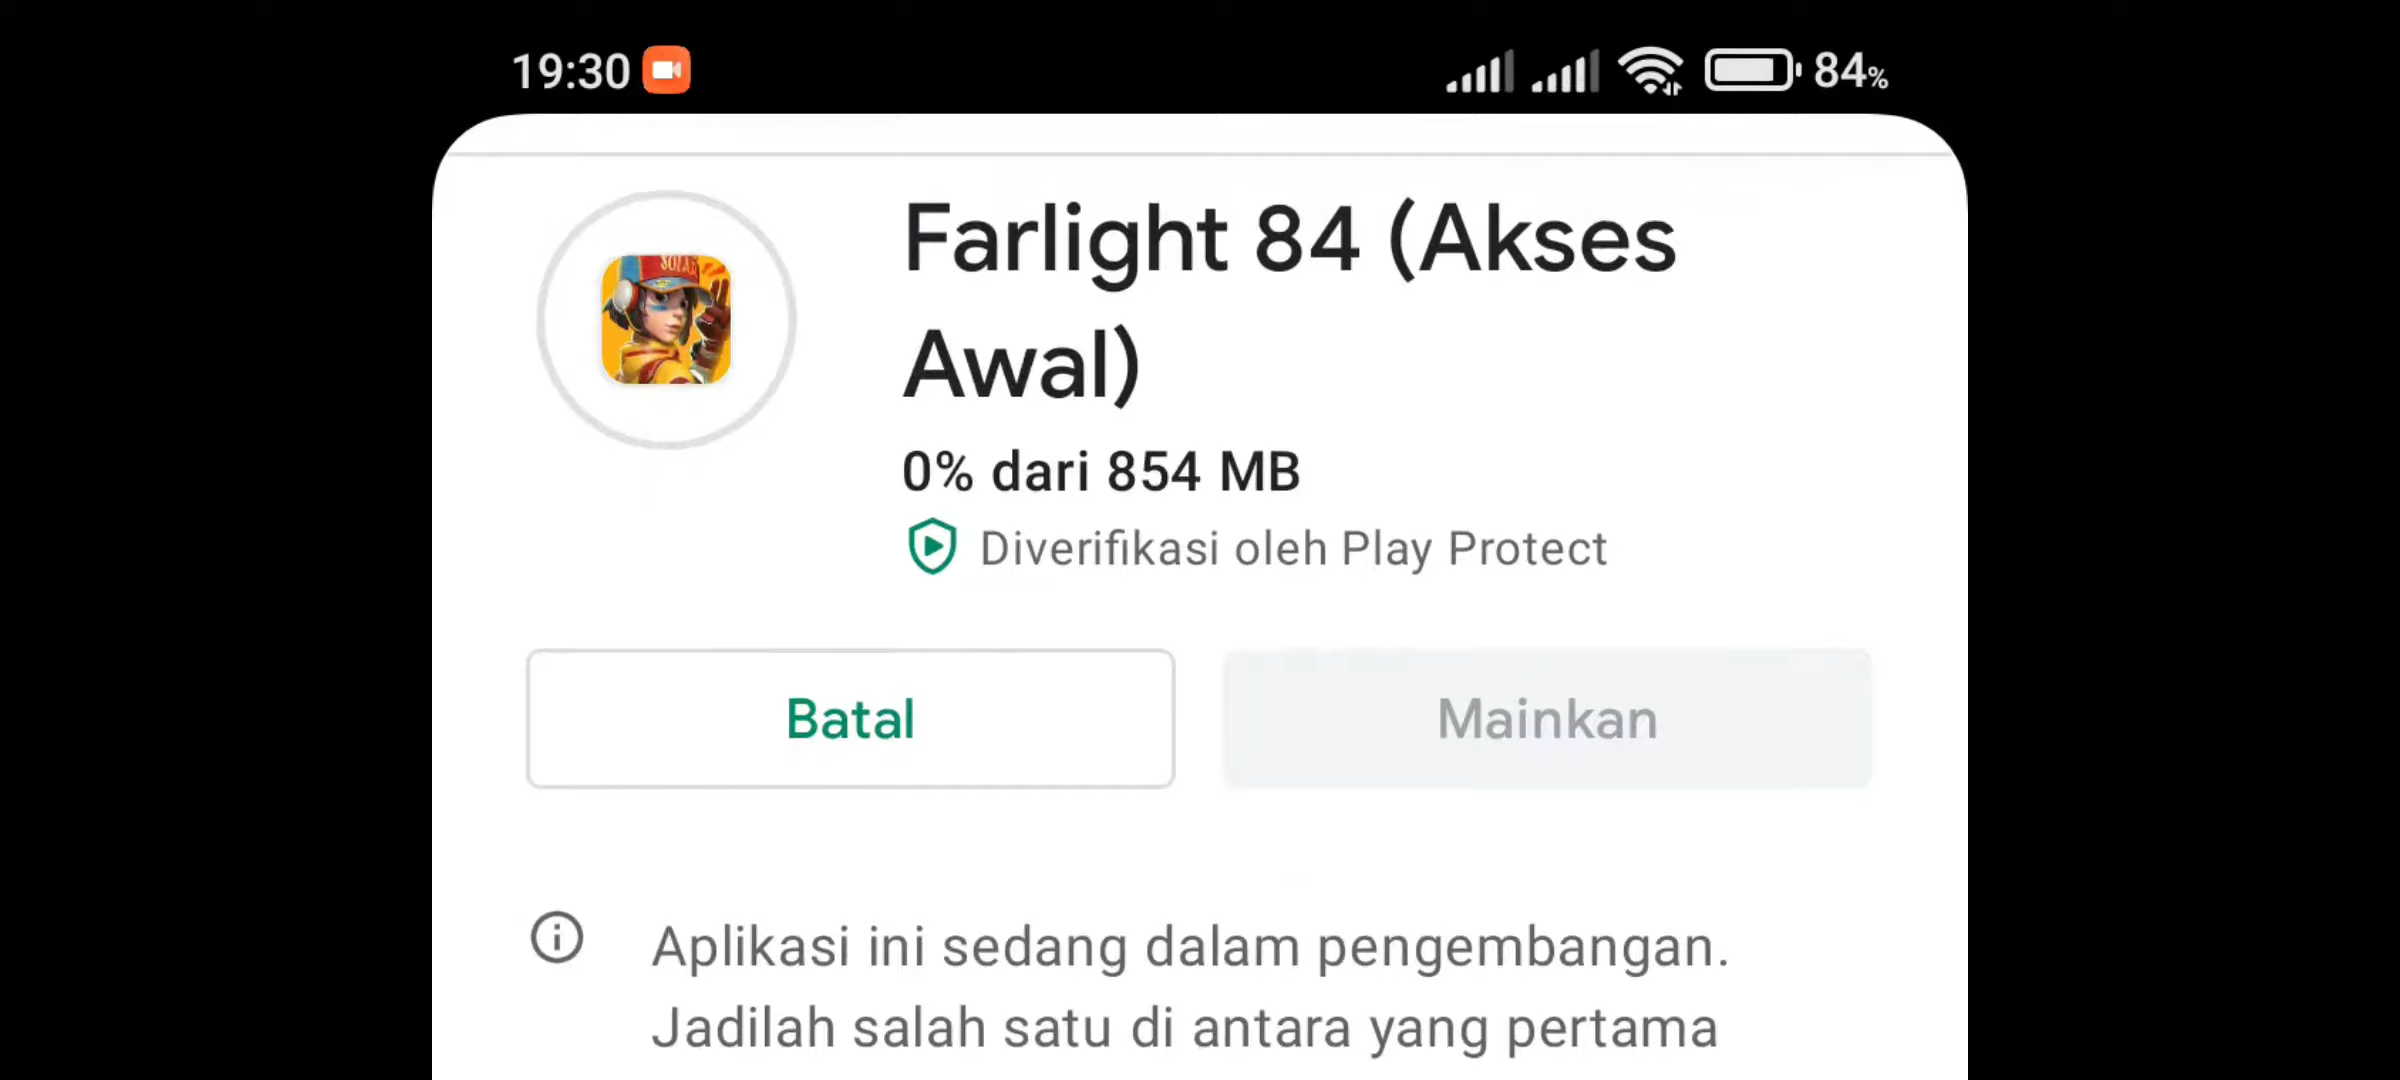 19:30
84%
SOLAR
Farlight 84 (Akses
Awal)
0% dari 854 MB
Diverifikasi oleh Play Protect
Batal
Mainkan
Aplikasi ini sedang dalam pengembangan.
Jadilah salah satu di antara yang pertama